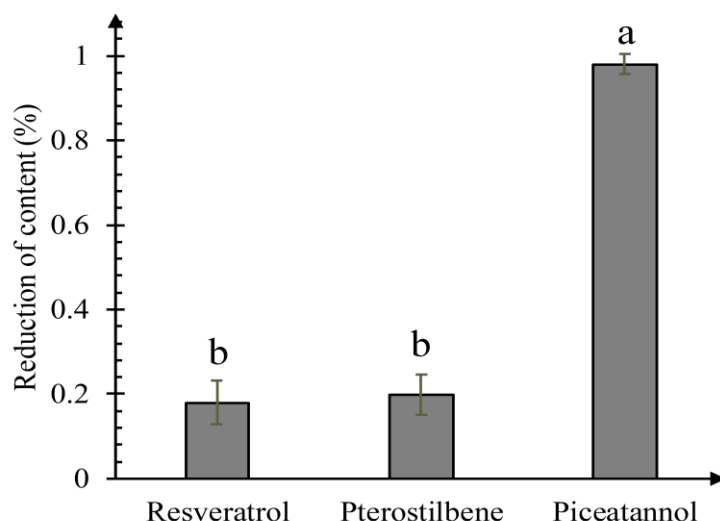 Reduction of content (%)
1
0.8
0.6
0.4
0.2
0
b
b
a
Resveratrol Pterostilbene Piceatannol